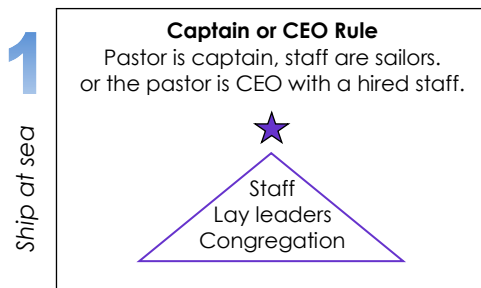 1
Ship at sea
Captain or CEO Rule
Pastor is captain, staff are sailors.
or the pastor is CEO with a hired staff.
Staff
Lay leaders
Congregation